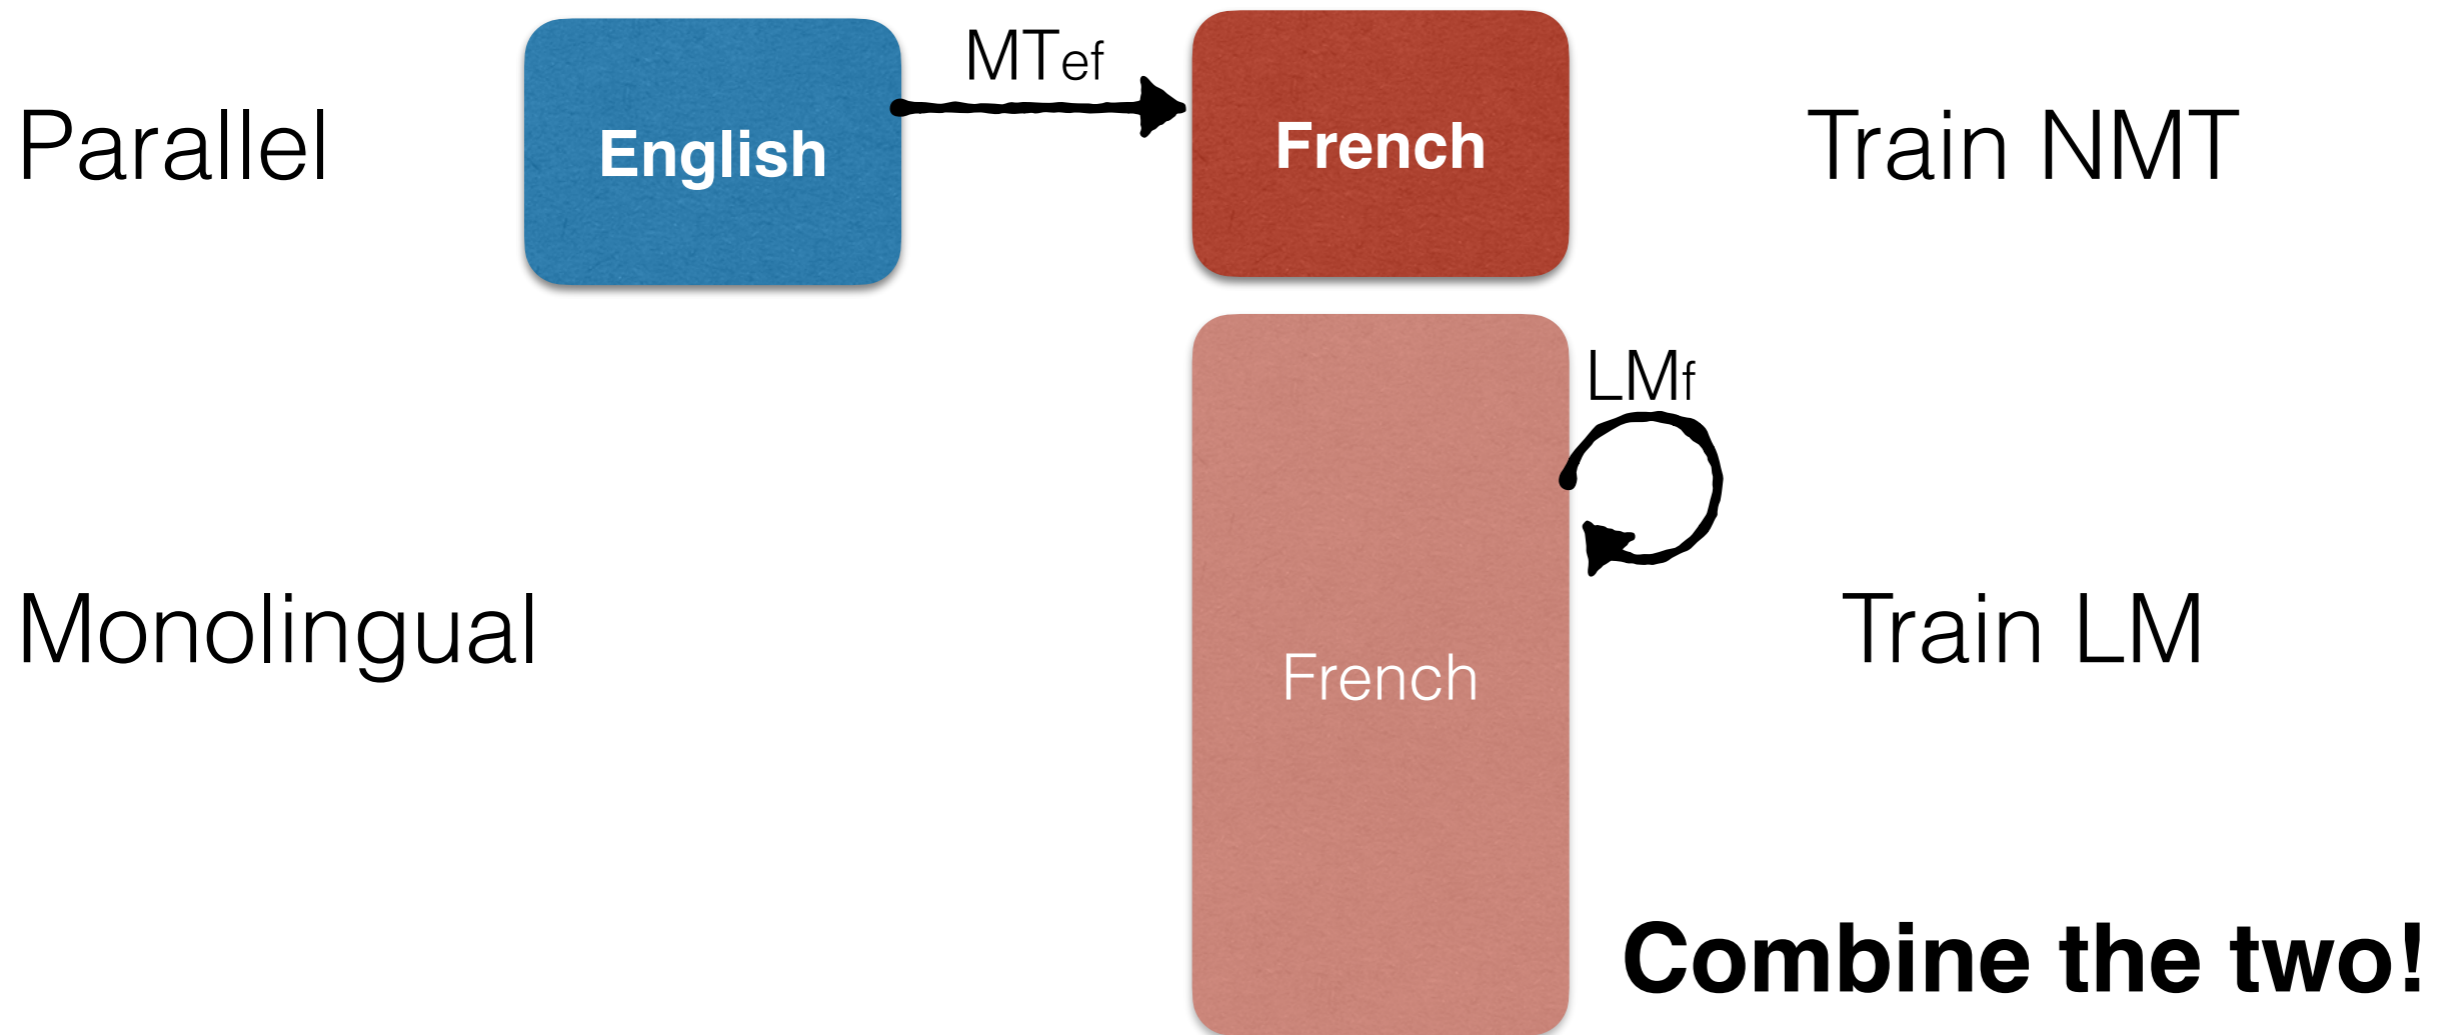 Parallel
English
MTef
French
Train NMT
Monolingual
French
LMf
Train LM
Combine the two!